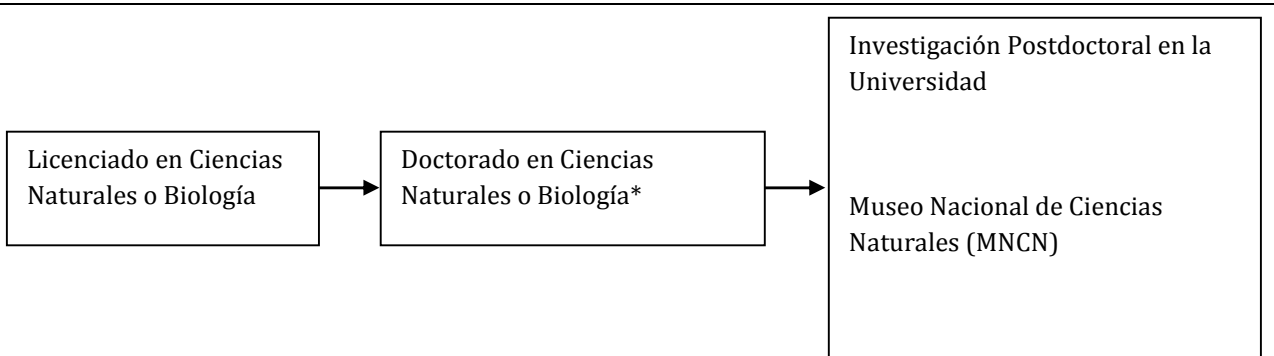 Licenciado en Ciencias
Naturales o Biología
Doctorado en Ciencias
Naturales o Biología*
Investigación Postdoctoral en la
Universidad
Museo Nacional de Ciencias
Naturales (MNCN)